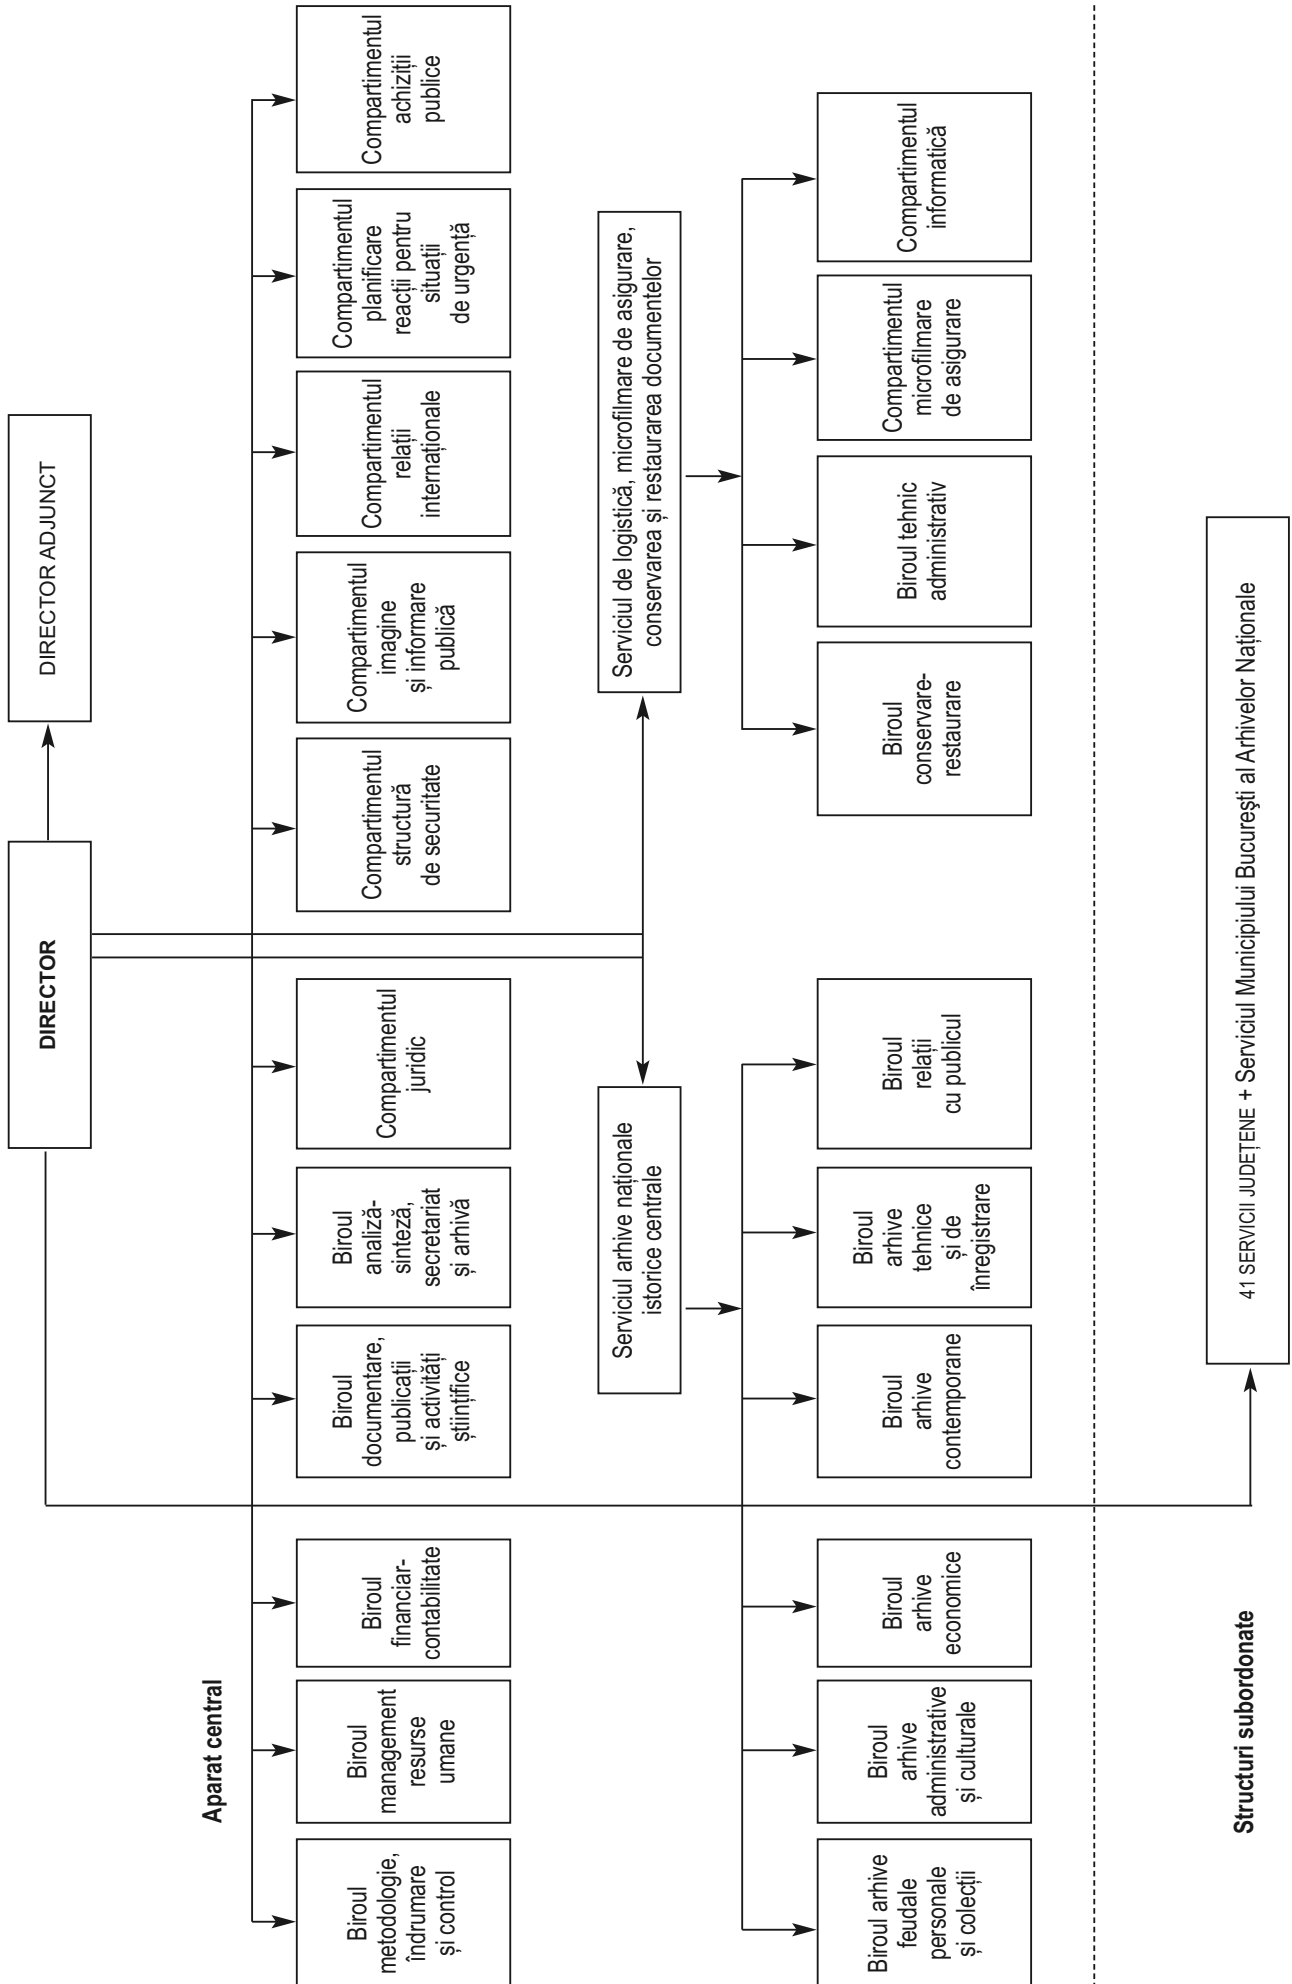 DIRECTOR
DIRECTOR ADJUNCT
Aparat central
Biroul
metodologie,
îndrumare
și control
Biroul
management
resurse
umane
Biroul
financiar-
contabilitate
Biroul
documentare,
publicații
și activități
științifice
Biroul
analiză-
sinteză,
secretariat
și arhivă
Compartimentul
juridic
Compartimentul
structură
de securitate
Compartimentul
imagine
și informare
publică
Compartimentul
relații
internaționale
Compartimentul
planificare
reacții pentru
situații
de urgență
Compartimentul
achiziții
publice
Serviciul arhive naționale
istorice centrale
Serviciul de logistică, microfilmare de asigurare,
conservarea și restaurarea documentelor
Biroul arhive
feudale
personale
și colecții
Biroul
arhive
administrative
și culturale
Biroul
arhive
economice
Biroul
arhive
contemporane
Biroul
arhive
tehnice
și de
înregistrare
Biroul
relații
cu publicul
Biroul
conservare-
restaurare
Biroul tehnic
administrativ
Compartimentul
microfilmare
de asigurare
Compartimentul
informatică
Structuri subordonate
41 SERVICII JUDEȚENE + Serviciul Municipiului Bucureşti al Arhivelor Naționale